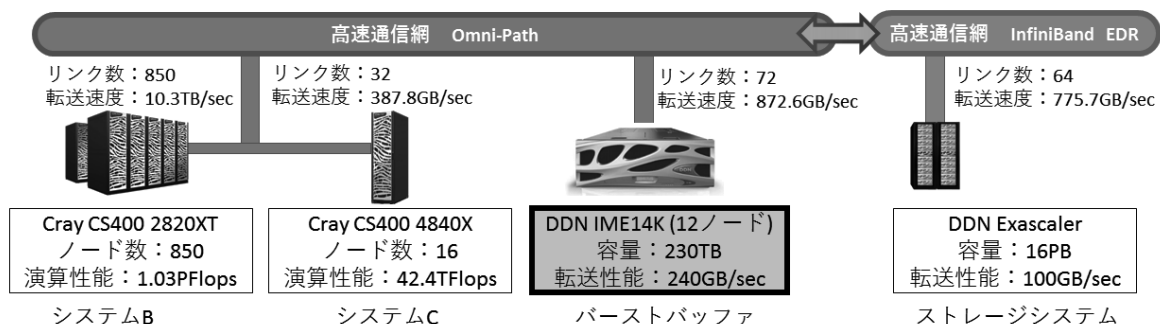 高速通信網 Omni-Path
高速通信網 InfiniBand EDR
リンク数：850
転送速度：10.3TB/sec
リンク数：32
転送速度：387.8GB/sec
リンク数：72
転送速度：872.6GB/sec
リンク数：64
転送速度：775.7GB/sec
Cray CS400 2820XT
ノード数：850
演算性能：1.03PFlops
システムB
Cray CS400 4840X
ノード数：16
演算性能：42.4TFlops
システムC
DDN IME14K (12ノード)
容量：230TB
転送性能：240GB/sec
バーストバッファ
DDN Exascaler
容量：16PB
転送性能：100GB/sec
ストレージシステム